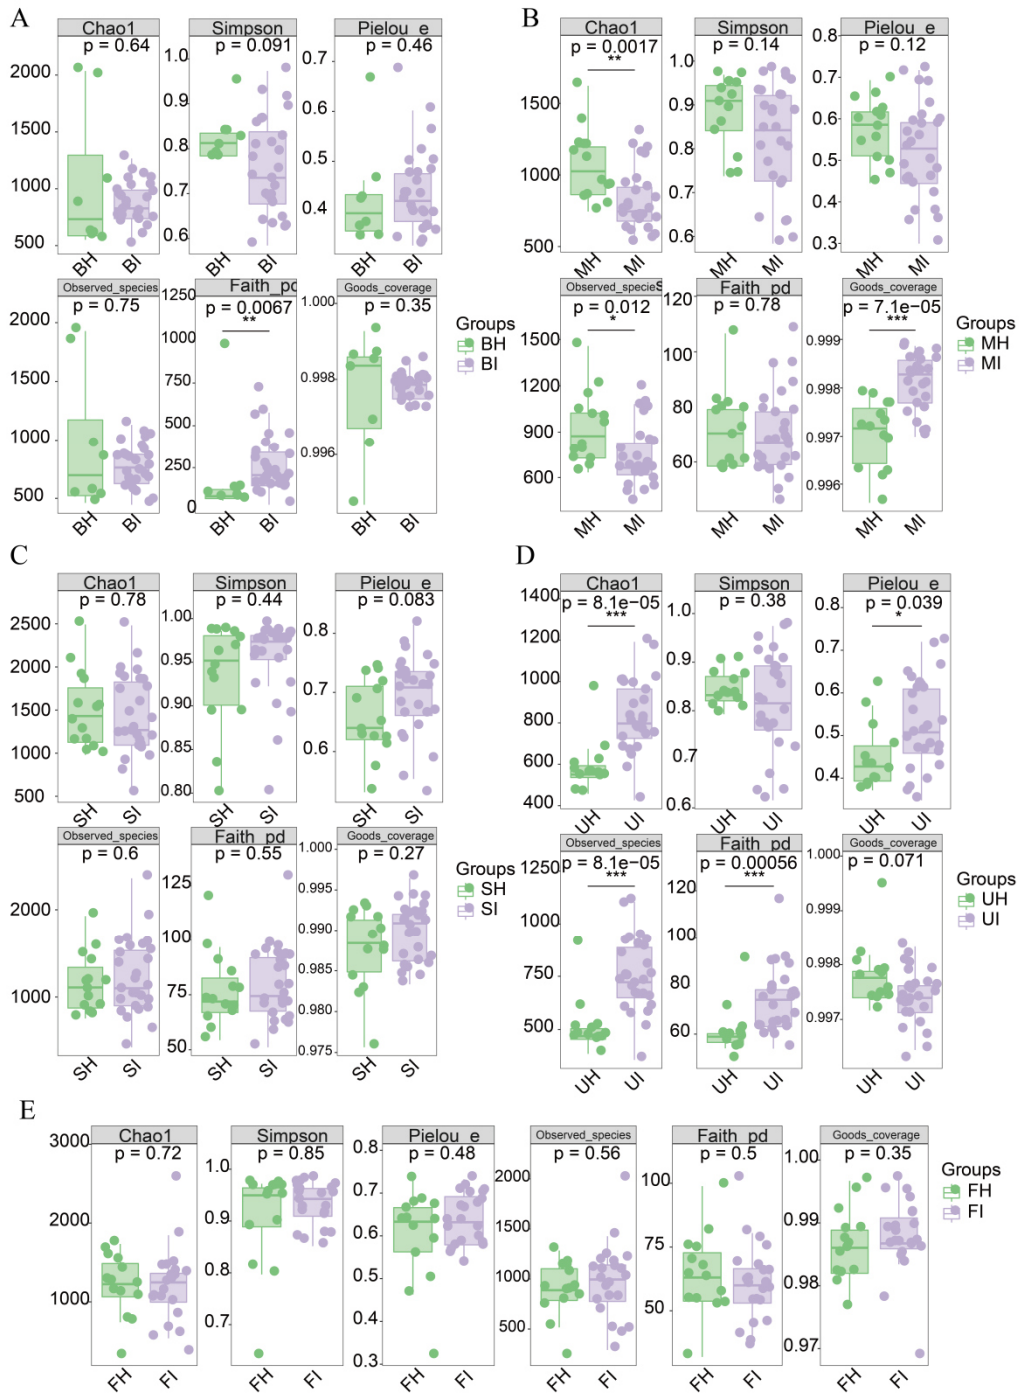 A
Chao1 Simpson Pielou_e
p = 0.64 p = 0.091 p = 0.46
2000
1500
1000
500
1.0
0.9
0.8
0.7
0.6
0.7
0.6
0.5
0.4
BH BI BH BI BH BI
Observed_species Faith_pd Goods_coverage
p = 0.75 p = 0.0067 p = 0.35
**
2000
1500
1000
500
1250
1000
750
500
250
0
1.000
0.998
0.996
BH BI BH BI BH BI
Groups
BH
BI
B
Chao1 Simpson Pielou_e
p = 0.0017 p = 0.14 p = 0.12
**
1500
1000
500
1.0
0.9
0.8
0.7
0.6
0.8
0.7
0.6
0.5
0.4
0.3
MH MI MH MI MH MI
Observed_species Faith_pd Goods_coverage
p = 0.012 p = 0.78 p = 7.1e-05
* ***
1500
1200
900
600
120
100
80
60
0.999
0.998
0.997
0.996
MH MI MH MI MH MI
Groups
MH
MI
C
Chao1 Simpson Pielou_e
p = 0.78 p = 0.44 p = 0.083
2500
2000
1500
1000
500
1.00
0.95
0.90
0.85
0.80
0.8
0.7
0.6
SH SI SH SI SH SI
Observed_species Faith_pd Goods_coverage
p = 0.6 p = 0.55 p = 0.27
2000
1000
125
100
75
50
0.995
0.990
0.985
0.980
0.975
SH SI SH SI SH SI
Groups
SH
SI
D
Chao1 Simpson Pielou_e
p = 8.1e-05 p = 0.38 p = 0.039
*** *
1400
1200
1000
800
600
400
1.0
0.9
0.8
0.7
0.6
0.8
0.7
0.6
0.5
0.4
UH UI UH UI UH UI
Observed_species Faith_pd Goods_coverage
p = 8.1e-05 p = 0.00056 p = 0.071
*** ***
1250
1000
750
500
120
100
80
60
1.000
0.999
0.998
0.997
UH UI UH UI UH UI
Groups
UH
UI
E
Chao1 Simpson Pielou_e Observed_species Faith_pd Goods_coverage
p = 0.72 p = 0.85 p = 0.48 p = 0.56 p = 0.5 p = 0.35
3000
2000
1000
1.0
0.9
0.8
0.7
0.8
0.7
0.6
0.5
0.4
0.3
2000
1500
1000
500
100
75
50
1.00
0.99
0.98
0.97
FH FI FH FI FH FI FH FI FH FI FH FI
Groups
FH
FI